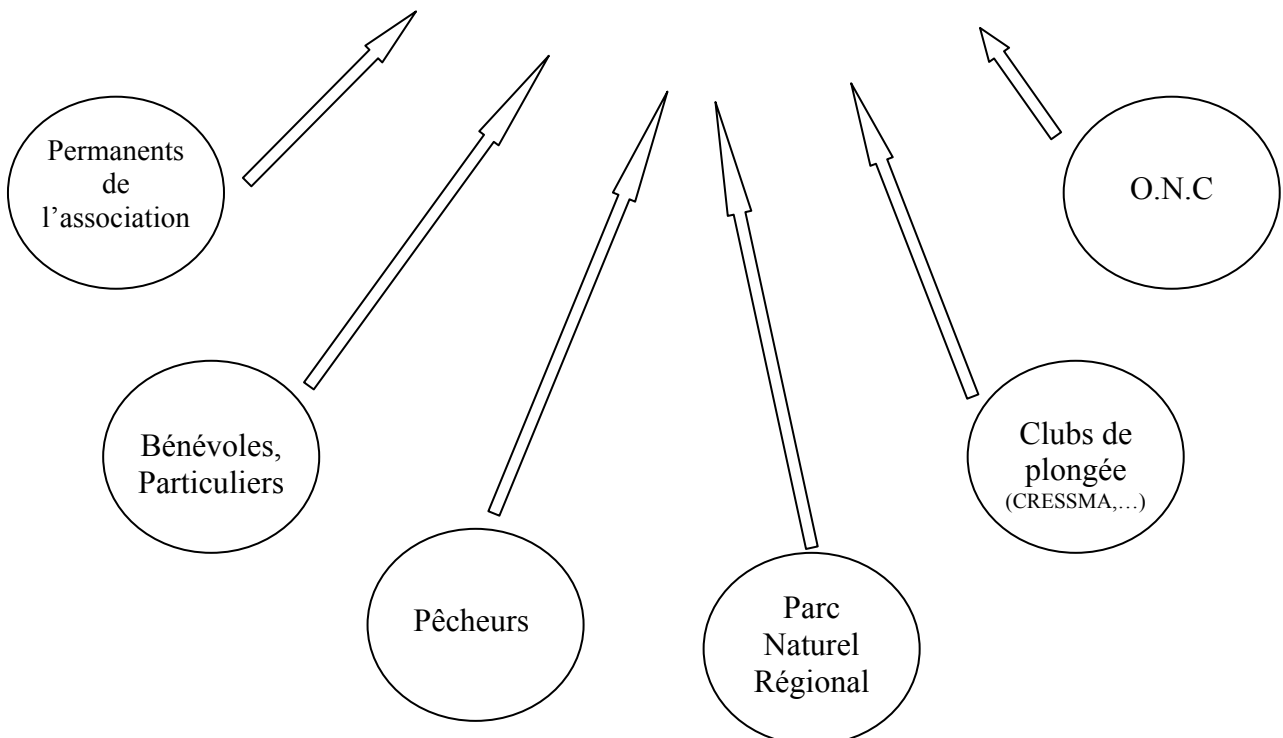 Permanents
de
l’association
O.N.C
Bénévoles,
Particuliers
Clubs de
plongée
(CRESSMA,…)
Pêcheurs
Parc
Naturel
Régional